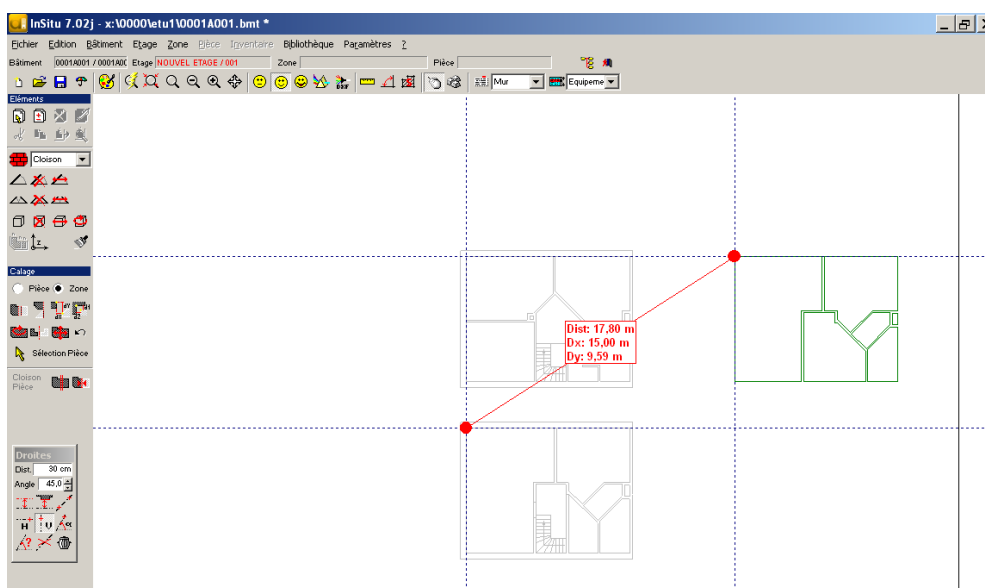 InSitu 7.02j - x:\0000\etu1\0001A001.bmt *
Fichier Edition Bâtiment Etage Zone Pièce Inventaire Bibliothèque Paramètres ?
Bâtiment 0001A001 / 0001A0( Etage NOUVEL ETAGE / 001 Zone Pièce
DXF Mur Equipeme
Eléments
Cloison
z
Calage
Pièce Zone
Sélection Pièce
Cloison
Pièce
Dist: 17,80 m
Dx: 15,00 m
Dy: 9,59 m
Droites
Dist. 30 cm
Angle 45,0
H U α
?